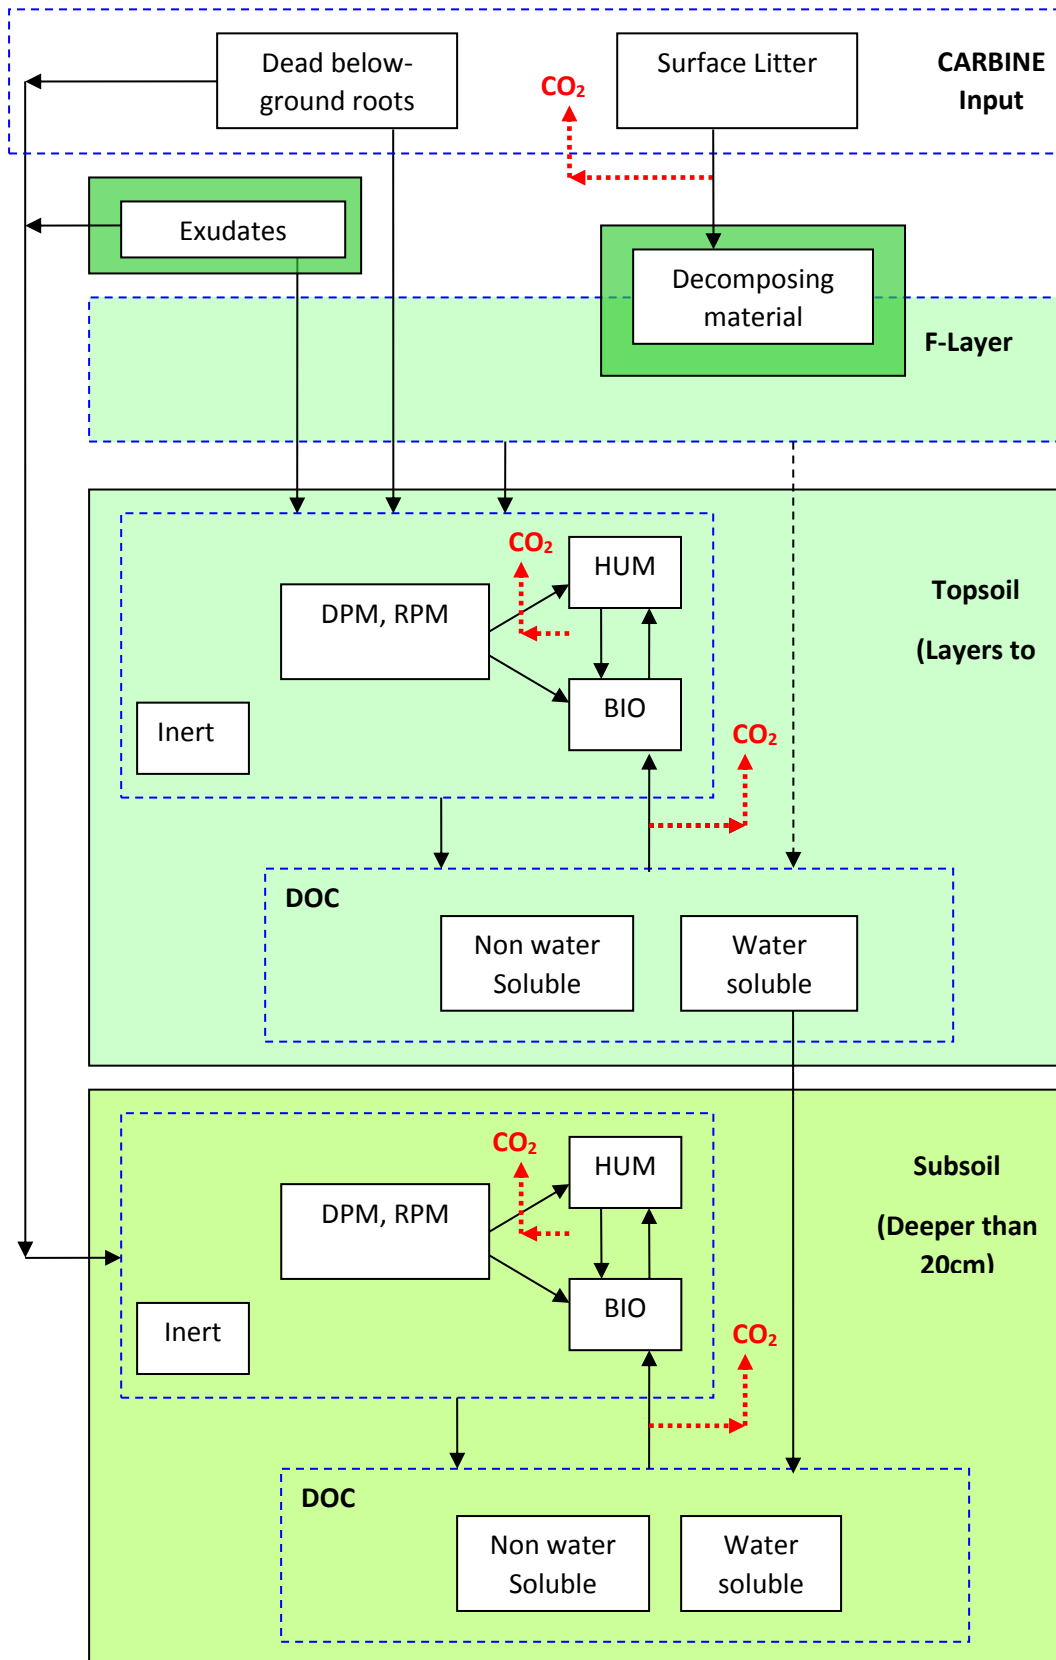 Dead below-
ground roots
Surface Litter
CARBINE
Input
CO₂
Exudates
Decomposing
material
F-Layer
CO₂
HUM
DPM, RPM
Topsoil
(Layers to
BIO
Inert
CO₂
DOC
Non water
Soluble
Water
soluble
CO₂
HUM
Subsoil
DPM, RPM
(Deeper than
20cm)
BIO
Inert
CO₂
DOC
Non water
Soluble
Water
soluble